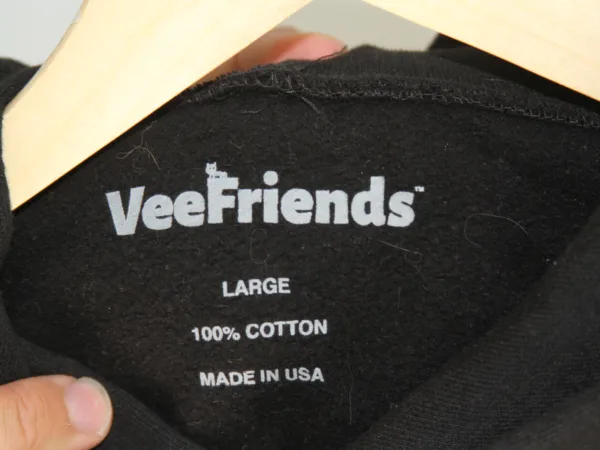 VeeFriends™
LARGE
100% COTTON
MADE IN USA